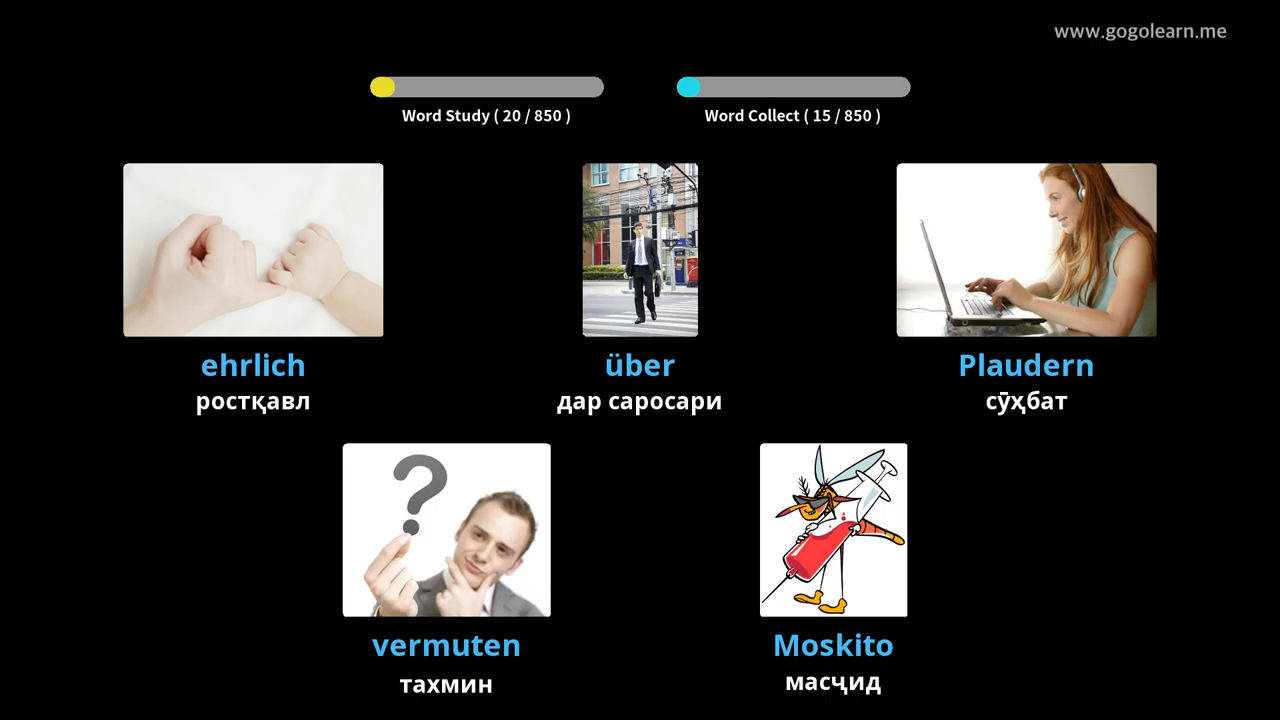 www.gogolearn.me
Word Study ( 20 / 850 )
Word Collect ( 15 / 850 )
ehrlich
ростқавл
über
дар саросари
Plaudern
сӯҳбат
vermuten
тахмин
Moskito
масҷид